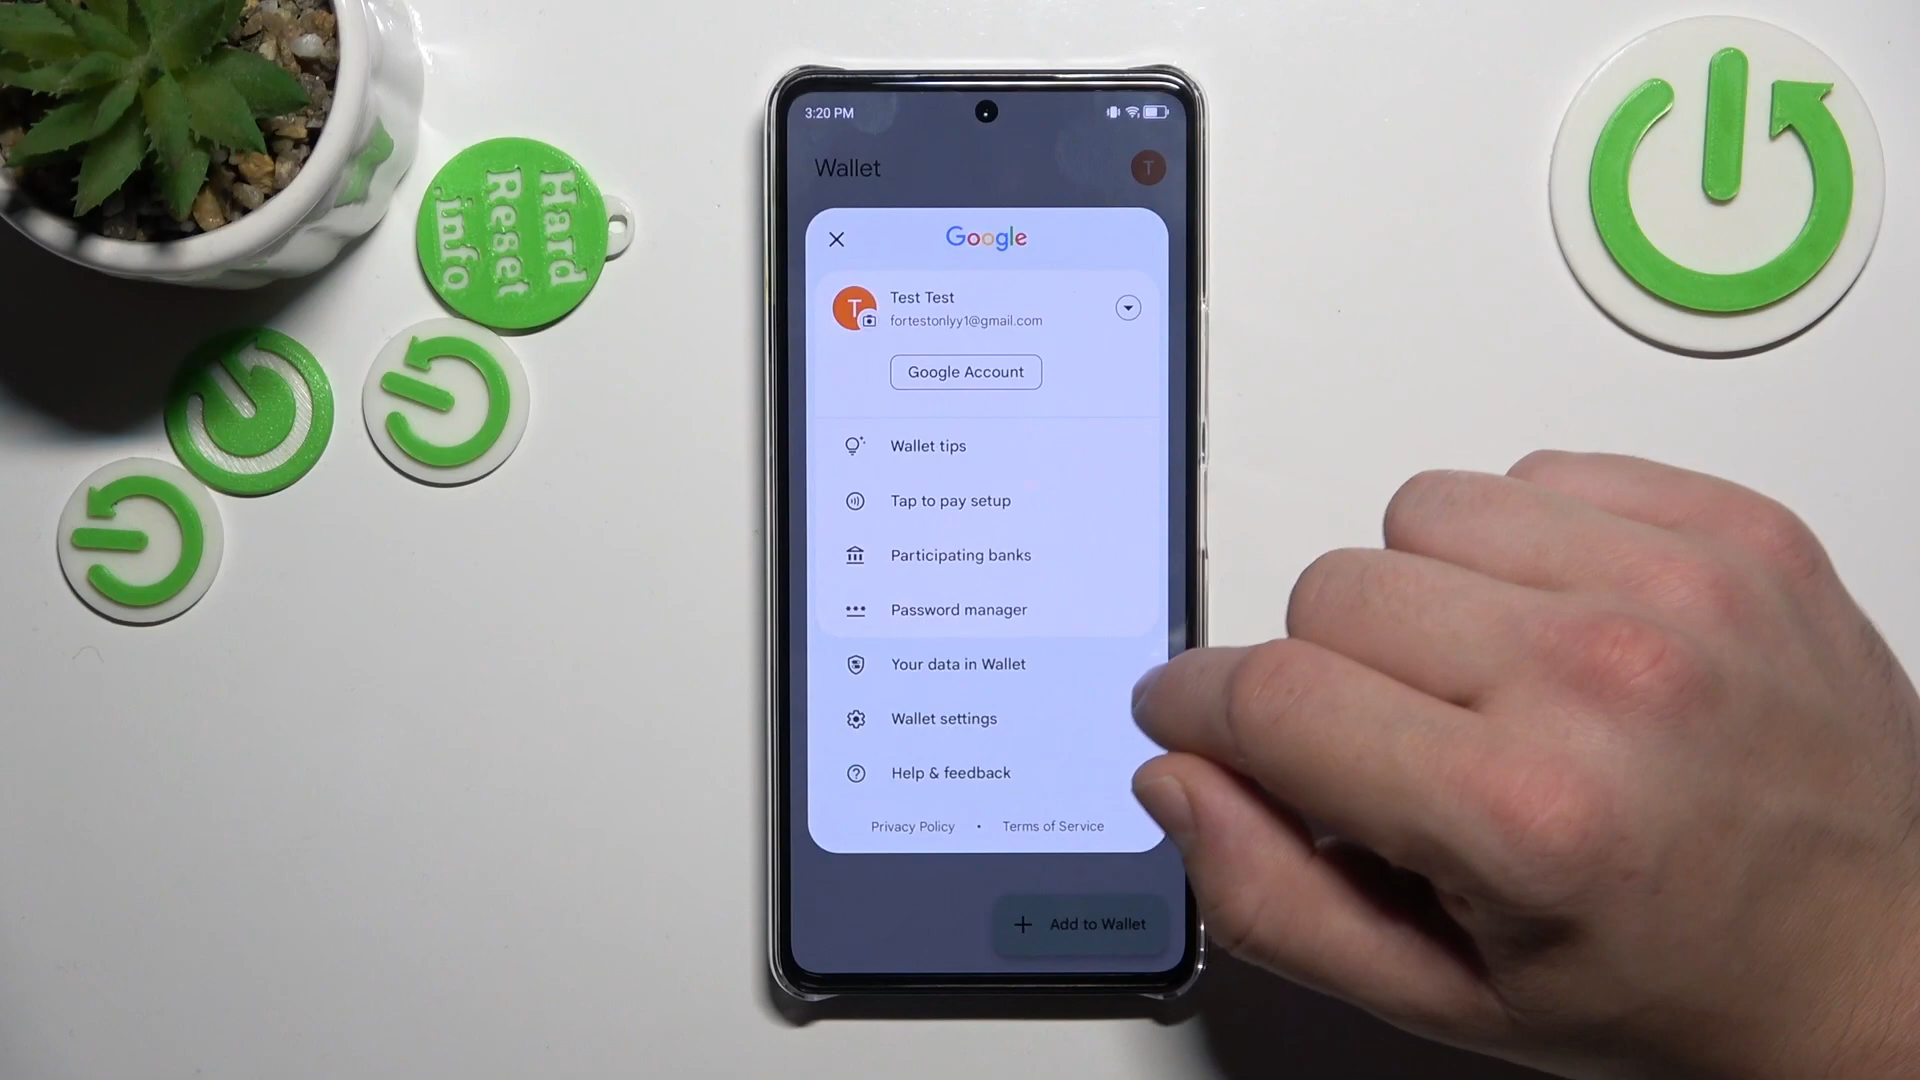 3:20 PM
Wallet
T
Google
T
Test Test
fortestonlyy1@gmail.com
Google Account
Wallet tips
Tap to pay setup
Participating banks
Password manager
Your data in Wallet
Wallet settings
Help & feedback
Privacy Policy • Terms of Service
+ Add to Wallet
Hard
Reset
.info